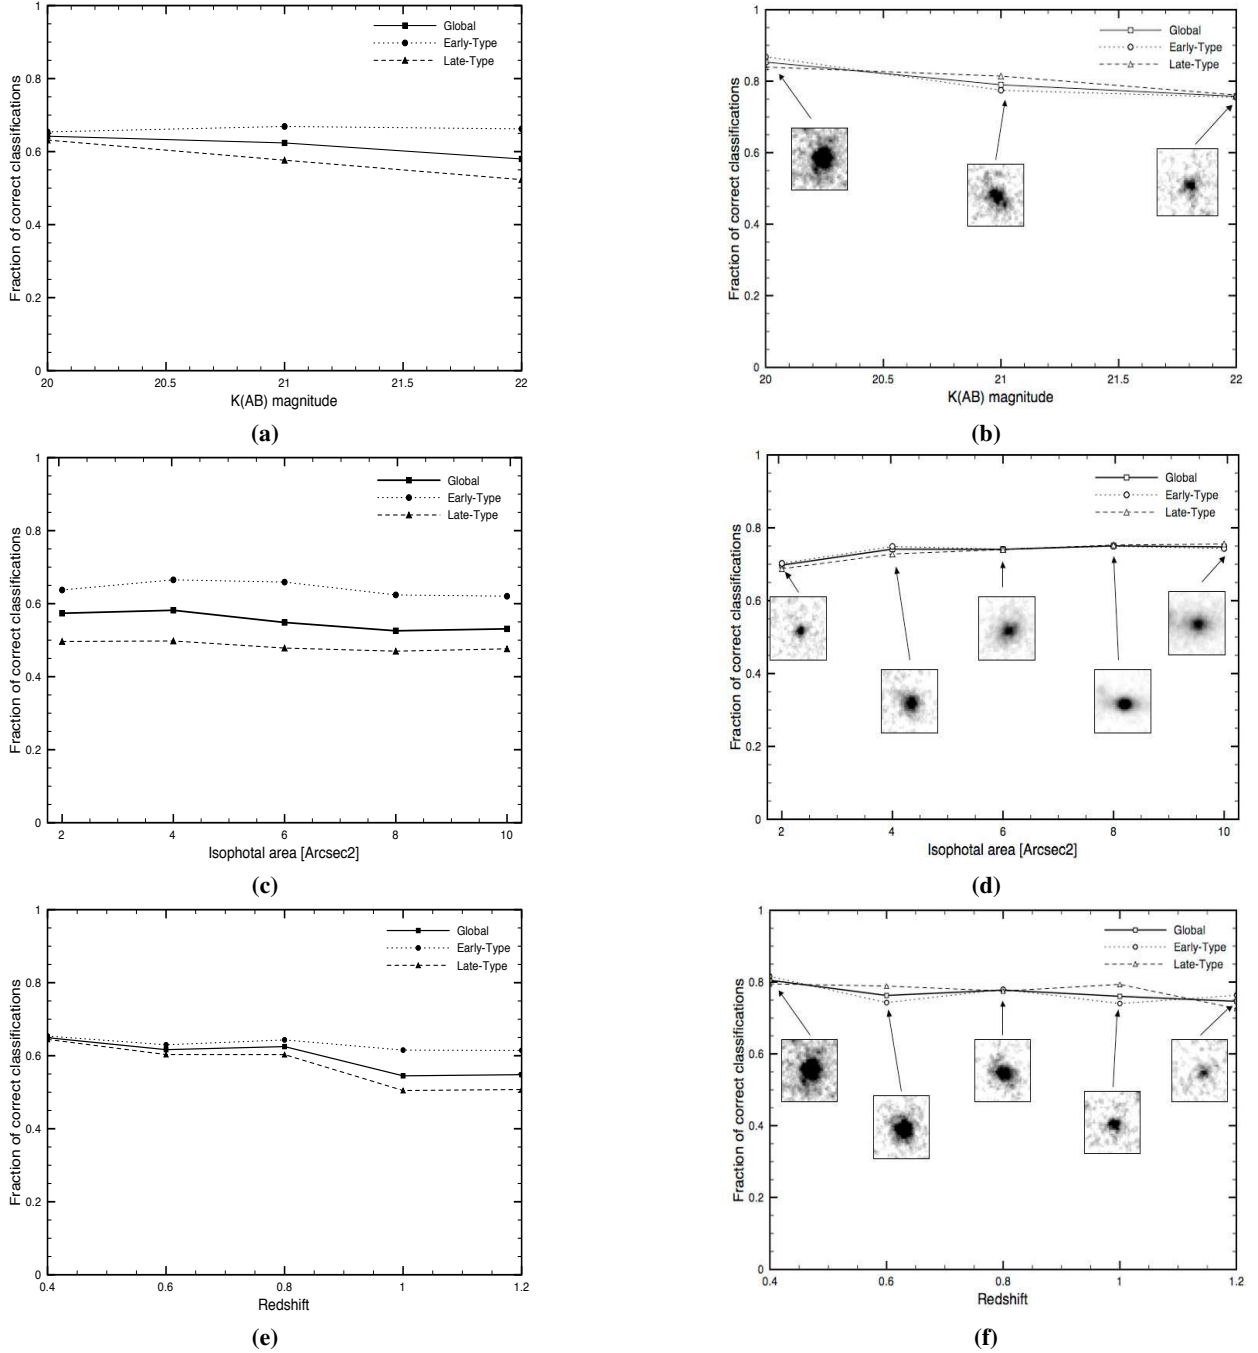 1
0.8
0.6
0.4
0.2
0
Fraction of correct classifications
Global
Early-Type
Late-Type
20
20.5
21
21.5
22
K(AB) magnitude
(a)
1
0.8
0.6
0.4
0.2
0
Fraction of correct classifications
Global
Early-Type
Late-Type
20
20.5
21
21.5
22
K(AB) magnitude
(b)
1
0.8
0.6
0.4
0.2
0
Fraction of correct classifications
Global
Early-Type
Late-Type
2
4
6
8
10
Isophotal area [Arcsec2]
(c)
1
0.8
0.6
0.4
0.2
0
Fraction of correct classifications
Global
Early-Type
Late-Type
2
4
6
8
10
Isophotal area [Arcsec2]
(d)
1
0.8
0.6
0.4
0.2
0
Fraction of correct classifications
Global
Early-Type
Late-Type
0.4
0.6
0.8
1
1.2
Redshift
(e)
1
0.8
0.6
0.4
0.2
0
Fraction of correct classifications
Global
Early-Type
Late-Type
0.4
0.6
0.8
1
1.2
Redshift
(f)